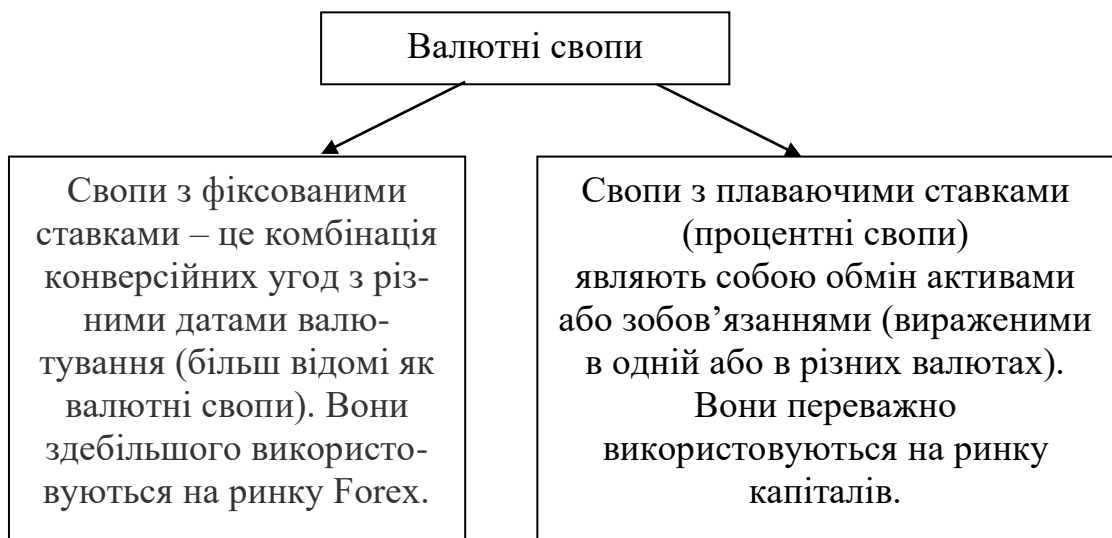 Валютні свопи
Свопи з фіксованими
ставками – це комбінація
конверсійних угод з різ-
ними датами валю-
тування (більш відомі як
валютні свопи). Вони
здебільшого використо-
вуються на ринку Forex.
Свопи з плаваючими ставками
(процентні свопи)
являють собою обмін активами
або зобов’язаннями (вираженими
в одній або в різних валютах).
Вони переважно
використовуються на ринку
капіталів.